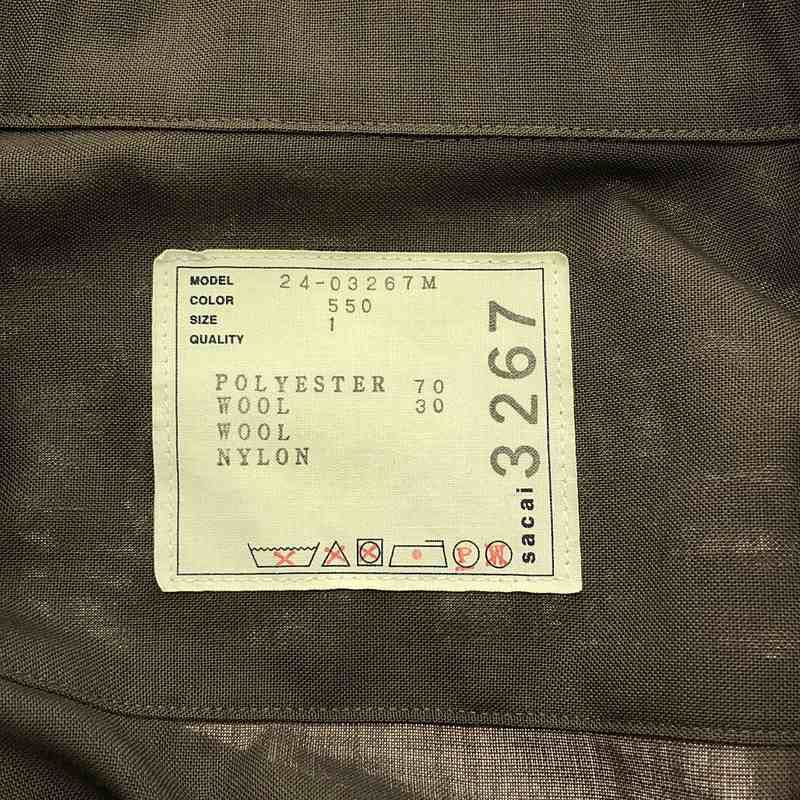 MODEL 24-03267M
COLOR 550
SIZE 1
QUALITY
POLYESTER 70
WOOL 30
WOOL
NYLON
P W
sacai 3267